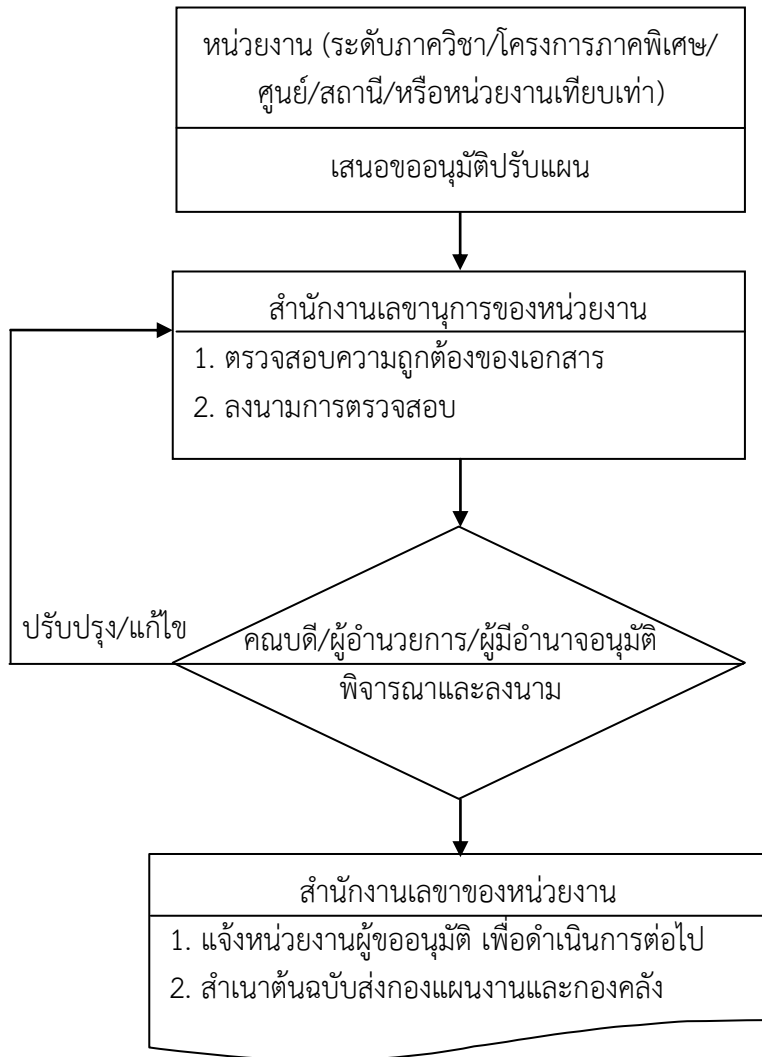 หน่วยงาน (ระดับภาควิชา/โครงการภาคพิเศษ/
ศูนย์/สถานี/หรือหน่วยงานเทียบเท่า)
เสนอขออนุมัติปรับแผน
สำนักงานเลขานุการของหน่วยงาน
1. ตรวจสอบความถูกต้องของเอกสาร
2. ลงนามการตรวจสอบ
ปรับปรุง/แก้ไข
คณบดี/ผู้อำนวยการ/ผู้มีอำนาจอนุมัติ
พิจารณาและลงนาม
สำนักงานเลขาของหน่วยงาน
1. แจ้งหน่วยงานผู้ขออนุมัติ เพื่อดำเนินการต่อไป
2. สำเนาต้นฉบับส่งกองแผนงานและกองคลัง